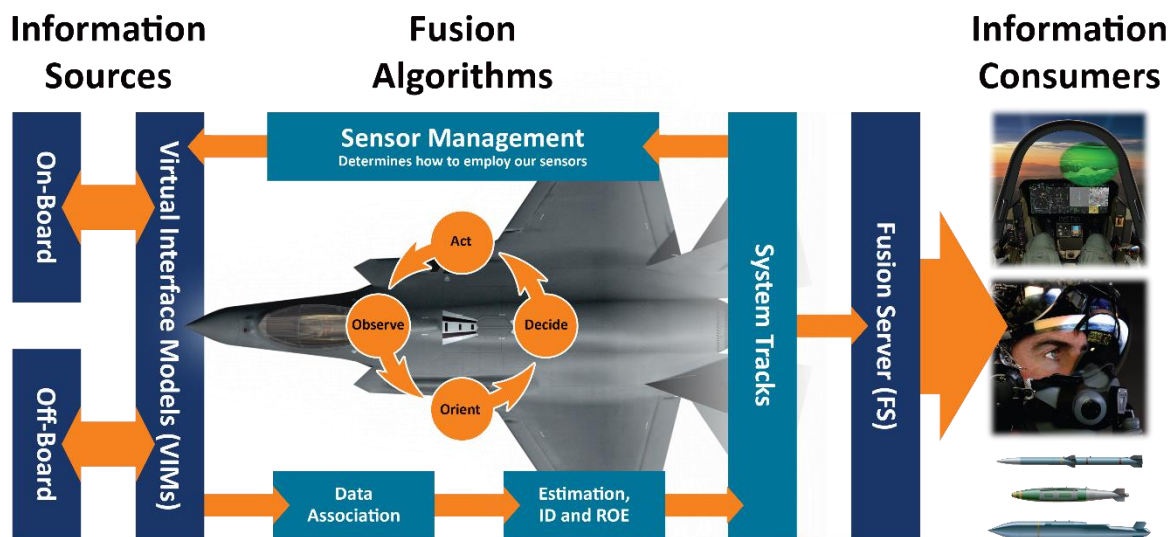 Information
Sources
Fusion
Algorithms
Information
Consumers
On-Board
Off-Board
Virtual Interface Models (VIMs)
Sensor Management
Determines how to employ our sensors
Act
Observe
Decide
Orient
Data
Association
Estimation,
ID and ROE
System Tracks
Fusion Server (FS)